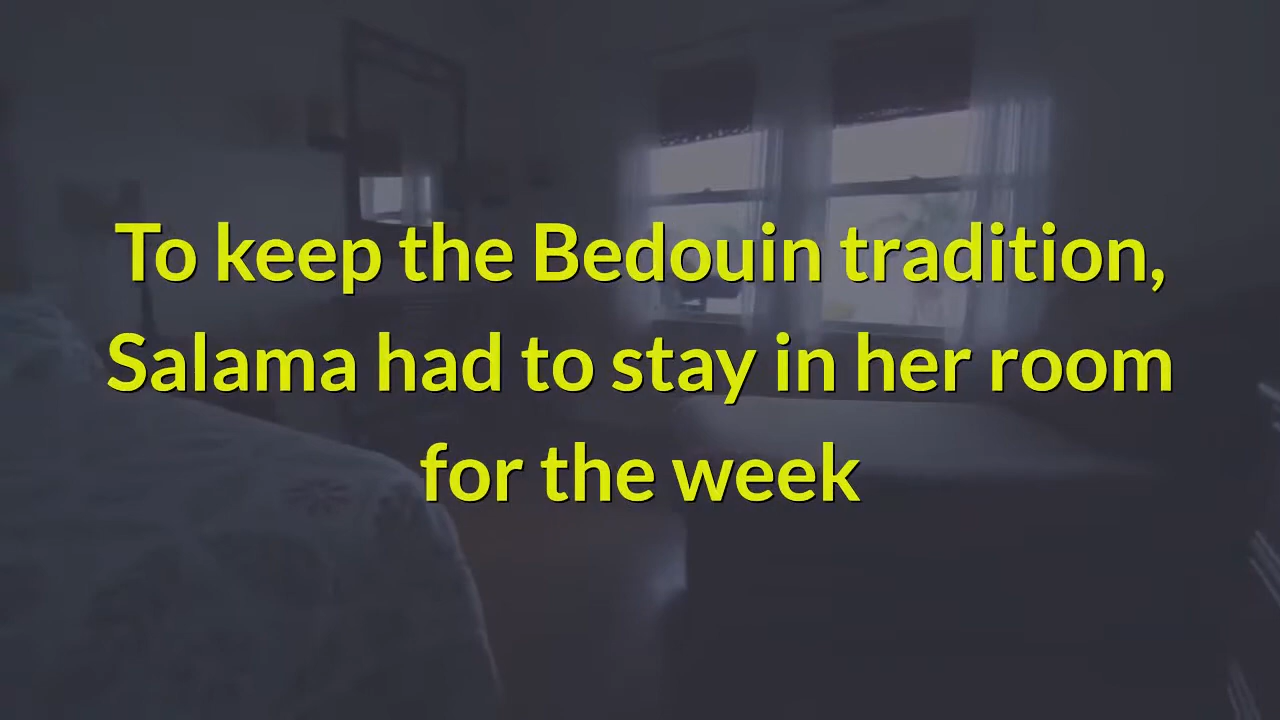 To keep the Bedouin tradition,
Salama had to stay in her room
for the week